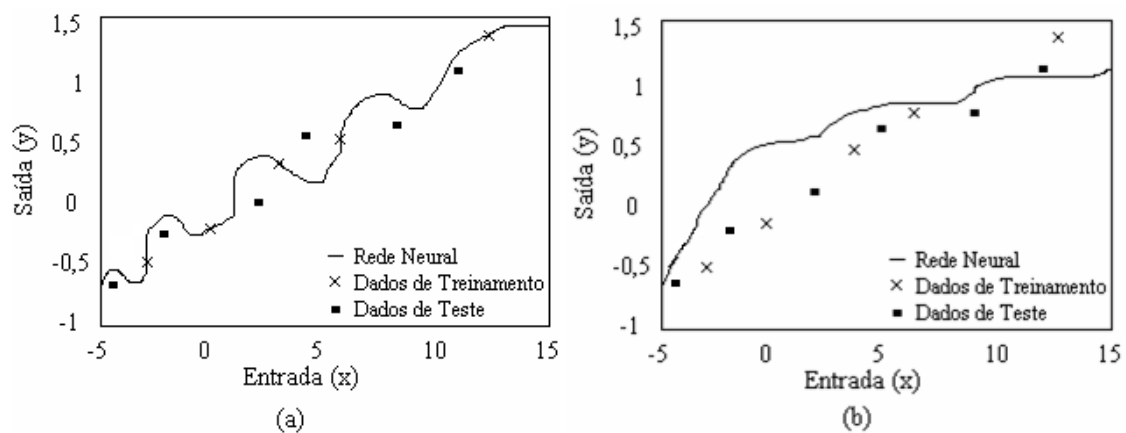 1,5
1
0,5
0
-0,5
-1
Saída (y)
Rede Neural
Dados de Treinamento
Dados de Teste
-5 0 5 10 15
Entrada (x)
(a)
1,5
1
0,5
0
-0,5
-1
Saída (y)
Rede Neural
Dados de Treinamento
Dados de Teste
-5 0 5 10 15
Entrada (x)
(b)